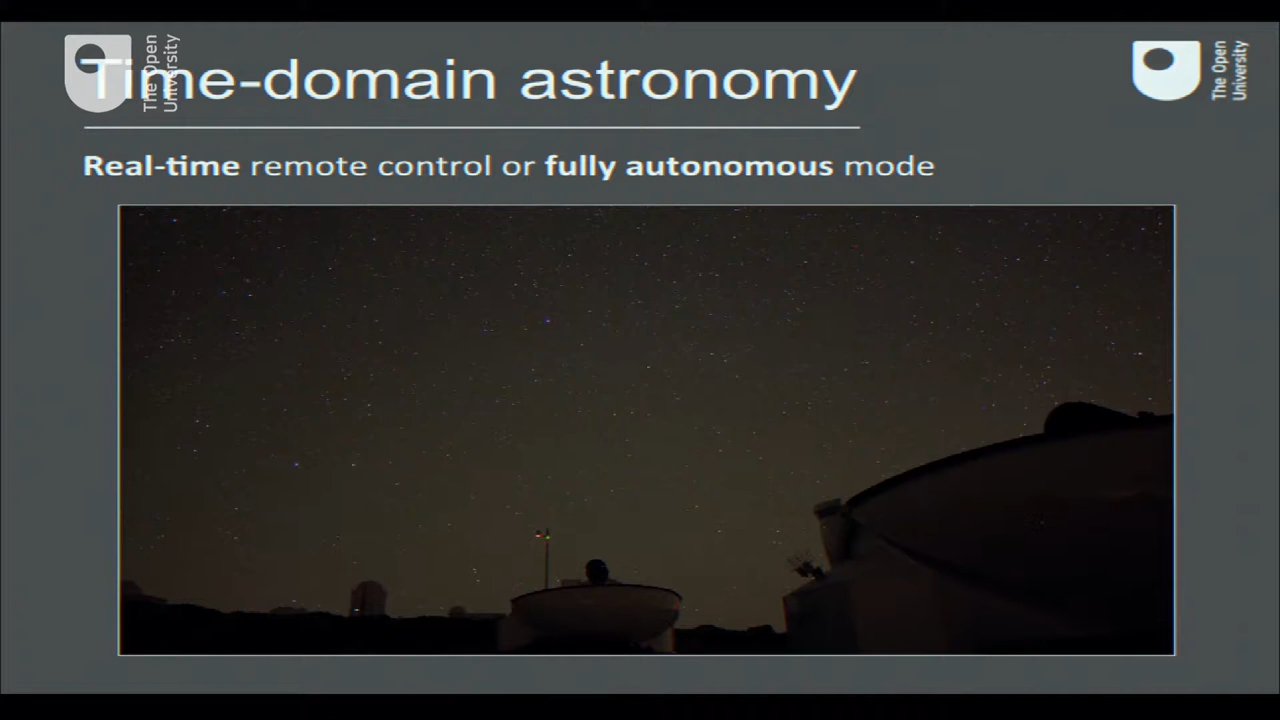 Time-domain astronomy
The Open
University
The Open
University
Real-time remote control or fully autonomous mode